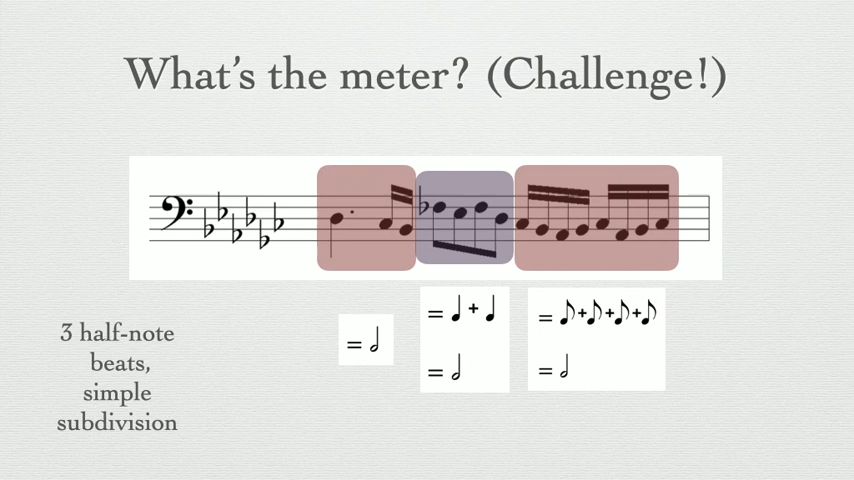 What's the meter? (Challenge!)
=
= +
=
= +++
=
3 half-note
beats,
simple
subdivision